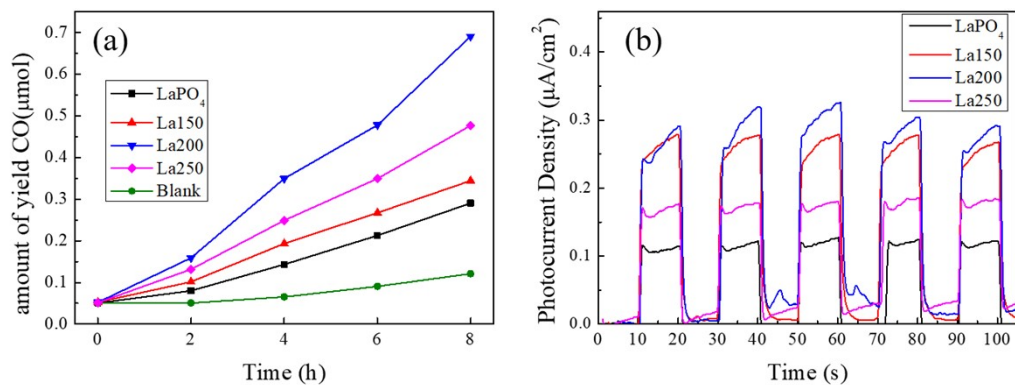 (a)
amount of yield CO(μmol)
0.7
0.6
0.5
0.4
0.3
0.2
0.1
0.0
LaPO₄
La150
La200
La250
Blank
0 2 4 6 8
Time (h)
(b)
Photocurrent Density (μA/cm²)
0.4
0.3
0.2
0.1
0.0
LaPO₄
La150
La200
La250
0 10 20 30 40 50 60 70 80 90 100
Time (s)